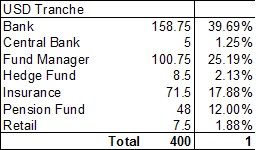 USD Tranche
Bank 158.75 39.69%
Central Bank 5 1.25%
Fund Manager 100.75 25.19%
Hedge Fund 8.5 2.13%
Insurance 71.5 17.88%
Pension Fund 48 12.00%
Retail 7.5 1.88%
Total 400 1